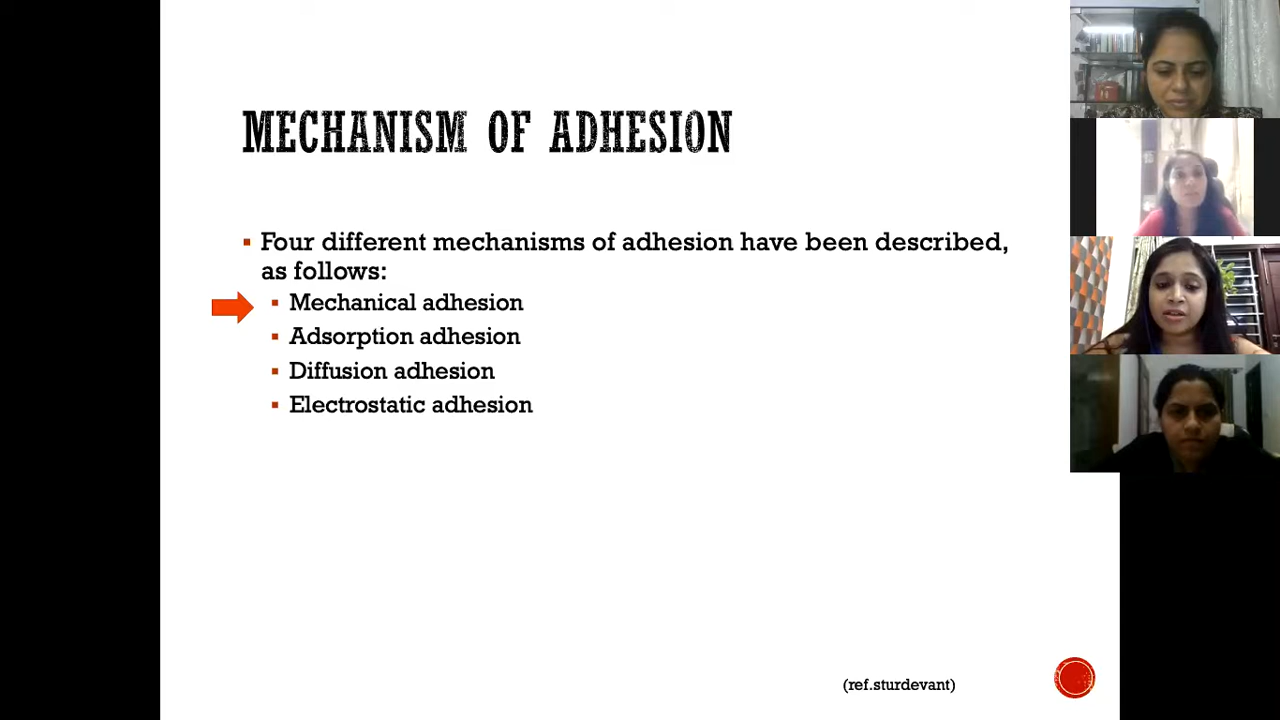 MECHANISM OF ADHESION
Four different mechanisms of adhesion have been described,
as follows:
Mechanical adhesion
Adsorption adhesion
Diffusion adhesion
Electrostatic adhesion
(ref.sturdevant)